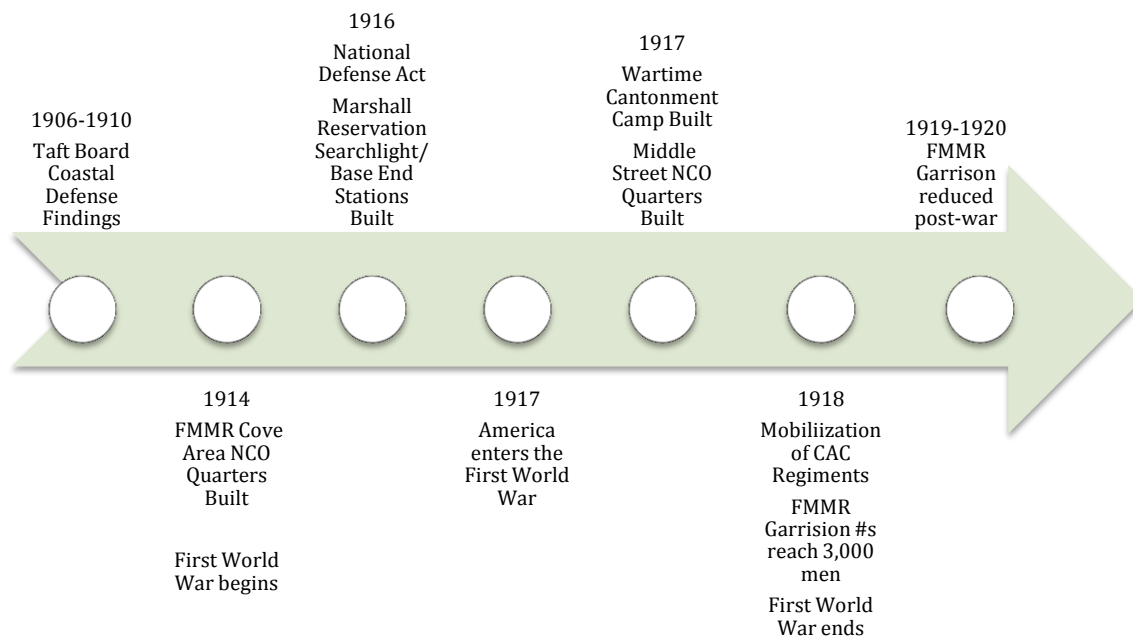 1906-1910
Taft Board
Coastal
Defense
Findings
1914
FMMR Cove
Area NCO
Quarters
Built
First World
War begins
1916
National
Defense Act
Marshall
Reservation
Searchlight/
Base End
Stations
Built
1917
America
enters the
First World
War
1917
Wartime
Cantonment
Camp Built
Middle
Street NCO
Quarters
Built
1918
Mobiliization
of CAC
Regiments
FMMR
Garrision #s
reach 3,000
men
First World
War ends
1919-1920
FMMR
Garrison
reduced
post-war